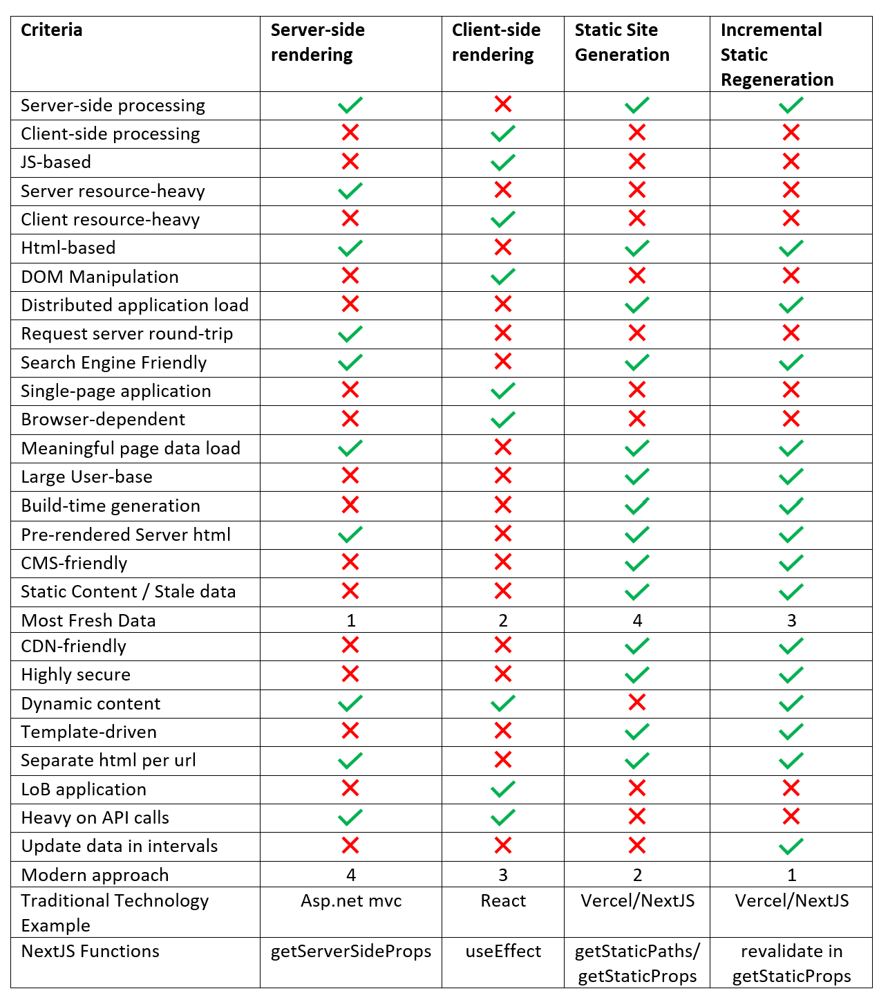 Criteria
Server-side
rendering
Client-side
rendering
Static Site
Generation
Incremental
Static
Regeneration
Server-side processing
Client-side processing
JS-based
Server resource-heavy
Client resource-heavy
Html-based
DOM Manipulation
Distributed application load
Request server round-trip
Search Engine Friendly
Single-page application
Browser-dependent
Meaningful page data load
Large User-base
Build-time generation
Pre-rendered Server html
CMS-friendly
Static Content / Stale data
Most Fresh Data 1 2 4 3
CDN-friendly
Highly secure
Dynamic content
Template-driven
Separate html per url
LoB application
Heavy on API calls
Update data in intervals
Modern approach 4 3 2 1
Traditional Technology
Example
Asp.net mvc
React
Vercel/NextJS
Vercel/NextJS
NextJS Functions
getServerSideProps
useEffect
getStaticPaths/
getStaticProps
revalidate in
getStaticProps